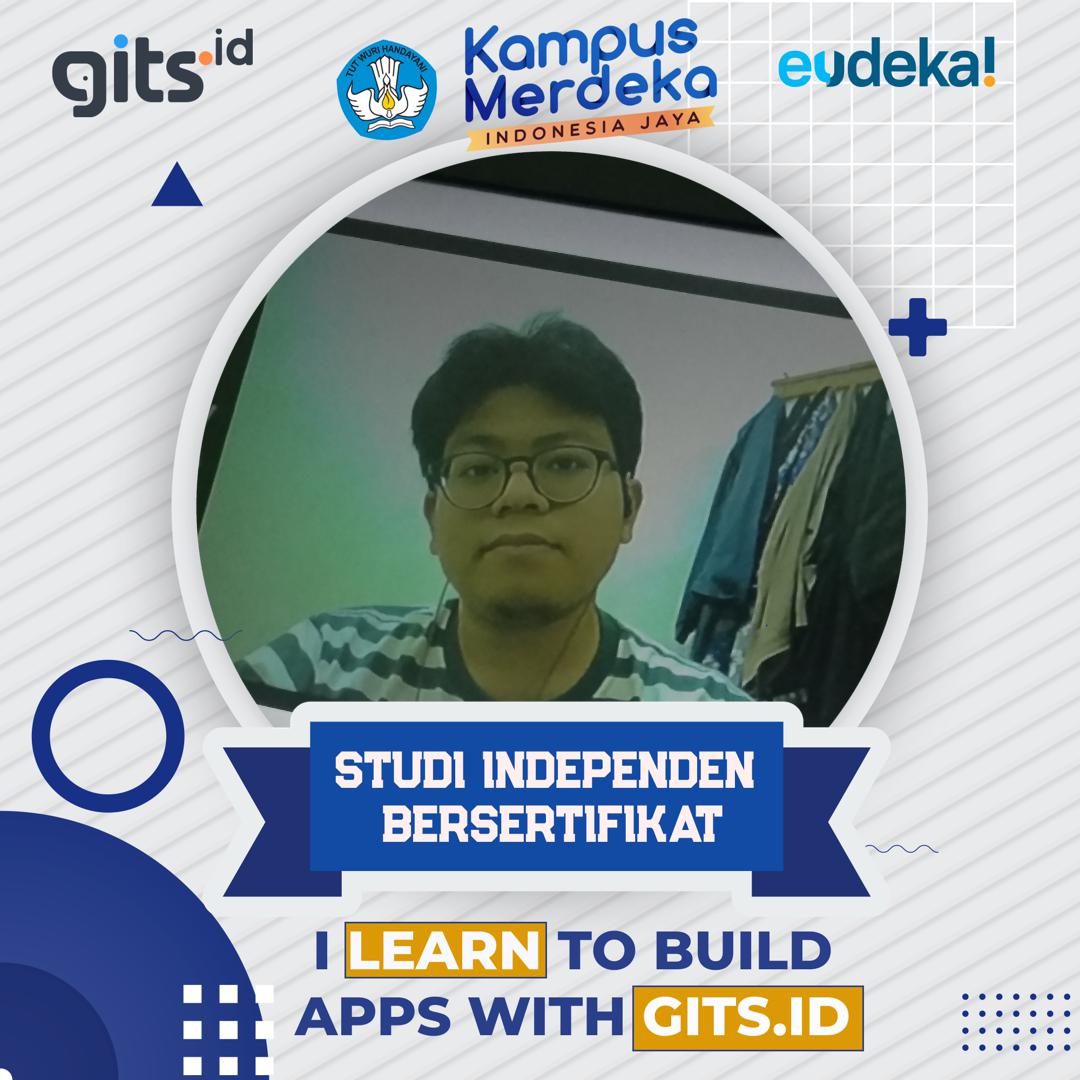 gits.id
TUT WURI HANDAYANI
Kampus
Merdeka
INDONESIA JAYA
eudeka!
STUDI INDEPENDEN
BERSERTIFIKAT
I LEARN TO BUILD
APPS WITH GITS.ID